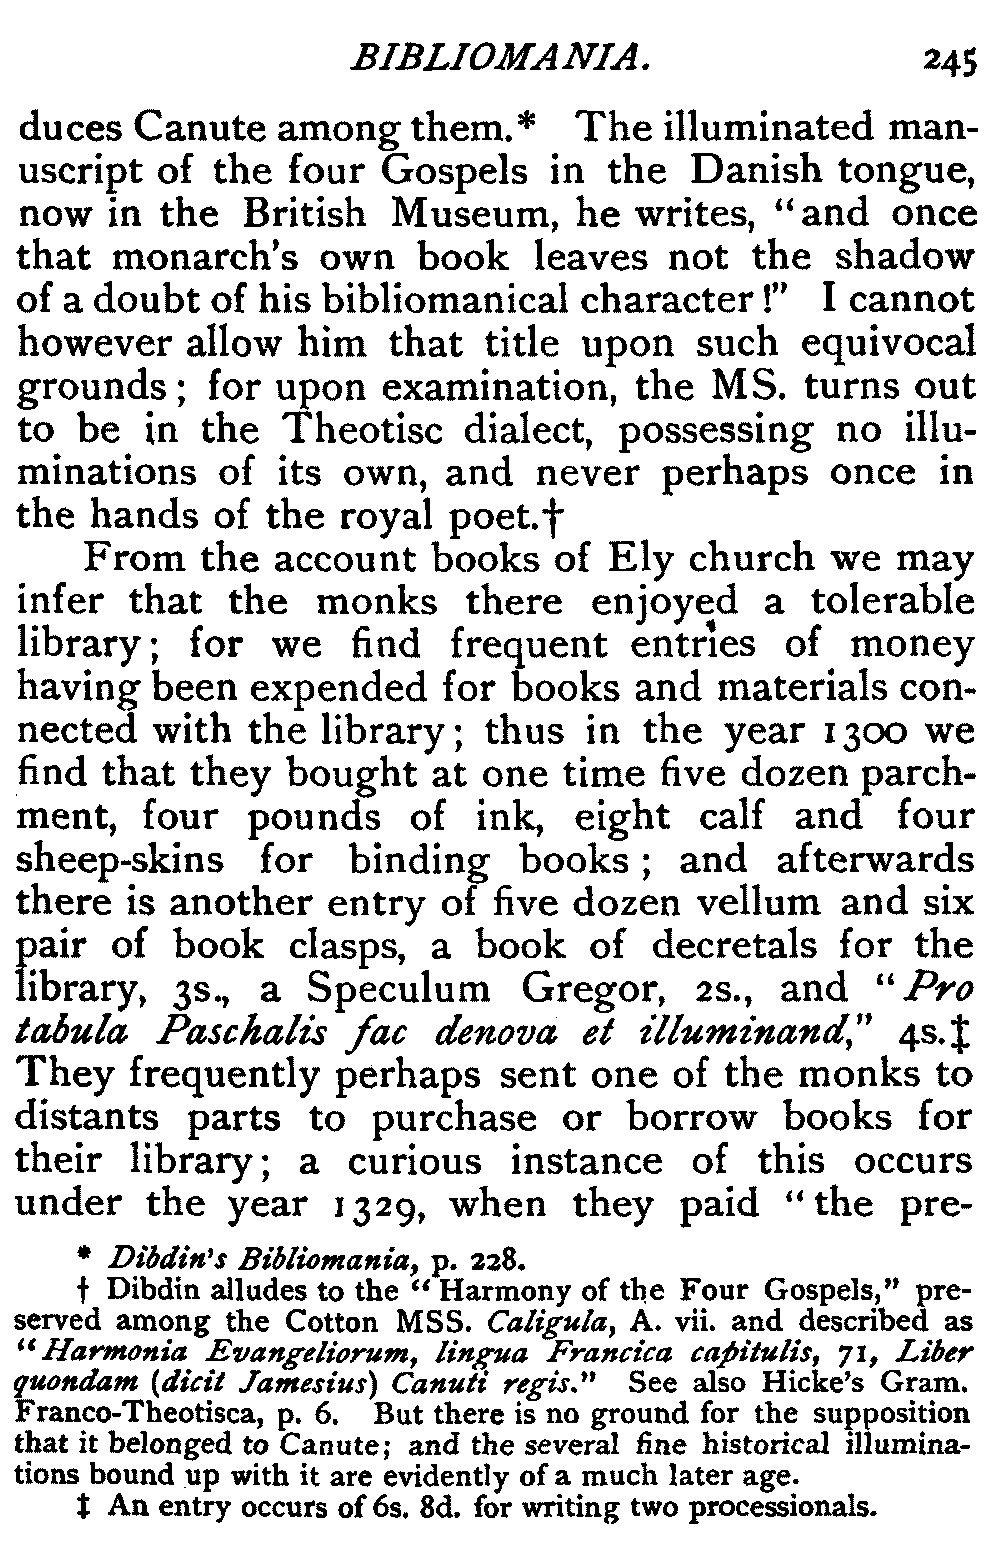 BIBLIOMANIA. 245
duces Canute among them.* The illuminated man-
uscript of the four Gospels in the Danish tongue,
now in the British Museum, he writes, “and once
that monarch's own book leaves not the shadow
of a doubt of his bibliomanical character!” I cannot
however allow him that title upon such equivocal
grounds; for upon examination, the MS. turns out
to be in the Theotisc dialect, possessing no illu-
minations of its own, and never perhaps once in
the hands of the royal poet.†
From the account books of Ely church we may
infer that the monks there enjoyed a tolerable
library; for we find frequent entries of money
having been expended for books and materials con-
nected with the library; thus in the year 1300 we
find that they bought at one time five dozen parch-
ment, four pounds of ink, eight calf and four
sheep-skins for binding books; and afterwards
there is another entry of five dozen vellum and six
pair of book clasps, a book of decretals for the
library, 3s., a Speculum Gregor, 2s., and “Pro
tabula Paschalis fac denova et illuminand,” 4s.‡
They frequently perhaps sent one of the monks to
distants parts to purchase or borrow books for
their library; a curious instance of this occurs
under the year 1329, when they paid “the pre-
* Dibdin's Bibliomania, p. 228.
† Dibdin alludes to the “Harmony of the Four Gospels,” pre-
served among the Cotton MSS. Caligula, A. vii. and described as
“Harmonia Evangeliorum, lingua Francica capitulis, 71, Liber
quondam (dicit Jamesius) Canuti regis.” See also Hicke's Gram.
Franco-Theotisca, p. 6. But there is no ground for the supposition
that it belonged to Canute; and the several fine historical illumina-
tions bound up with it are evidently of a much later age.
‡ An entry occurs of 6s. 8d. for writing two processionals.